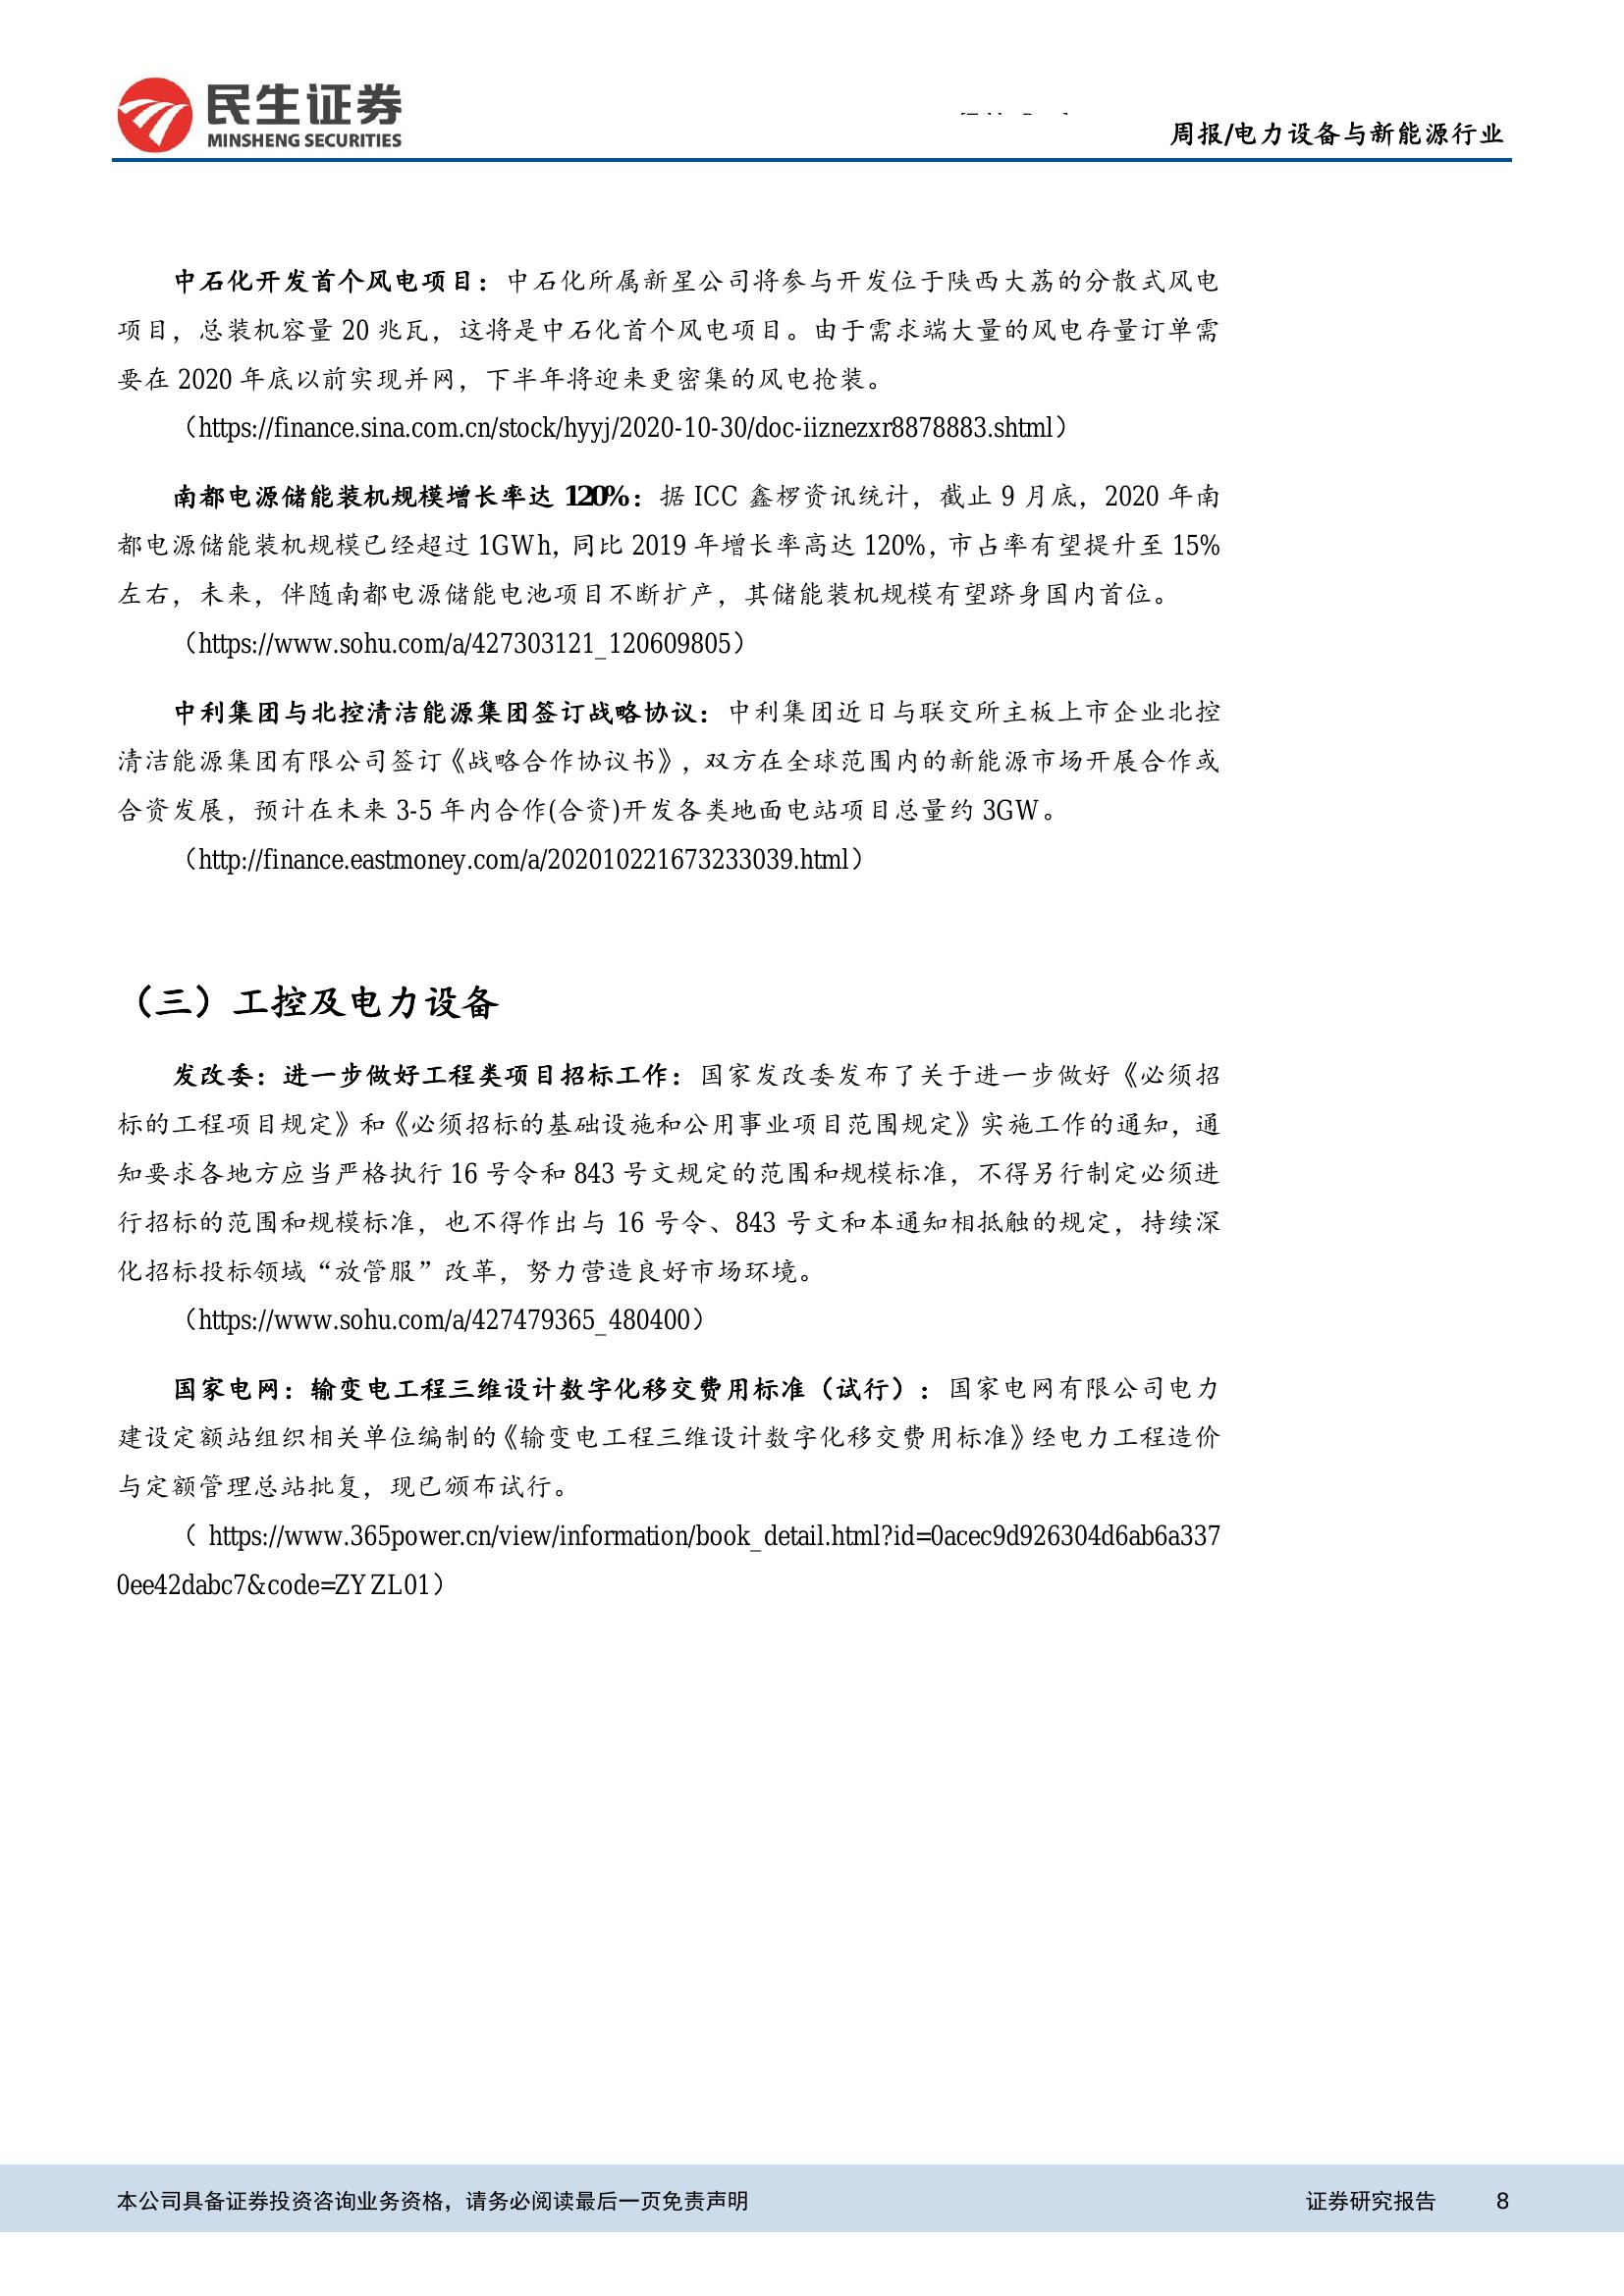 民生证券
MINSHENG SECURITIES
周报/电力设备与新能源行业
中石化开发首个风电项目：中石化所属新星公司将参与开发位于陕西大荔的分散式风电
项目，总装机容量 20 兆瓦，这将是中石化首个风电项目。由于需求端大量的风电存量订单需
要在 2020 年底以前实现并网，下半年将迎来更密集的风电抢装。
（https://finance.sina.com.cn/stock/hyyj/2020-10-30/doc-iiznezxr8878883.shtml）
南都电源储能装机规模增长率达 120%：据 ICC 鑫椤资讯统计，截止 9 月底，2020 年南
都电源储能装机规模已经超过 1GWh，同比 2019 年增长率高达 120%，市占率有望提升至 15%
左右，未来，伴随南都电源储能电池项目不断扩产，其储能装机规模有望跻身国内首位。
（https://www.sohu.com/a/427303121_120609805）
中利集团与北控清洁能源集团签订战略协议：中利集团近日与联交所主板上市企业北控
清洁能源集团有限公司签订《战略合作协议书》，双方在全球范围内的新能源市场开展合作或
合资发展，预计在未来 3-5 年内合作(合资)开发各类地面电站项目总量约 3GW。
（http://finance.eastmoney.com/a/202010221673233039.html）
（三）工控及电力设备
发改委：进一步做好工程类项目招标工作：国家发改委发布了关于进一步做好《必须招
标的工程项目规定》和《必须招标的基础设施和公用事业项目范围规定》实施工作的通知，通
知要求各地方应当严格执行 16 号令和 843 号文规定的范围和规模标准，不得另行制定必须进
行招标的范围和规模标准，也不得作出与 16 号令、843 号文和本通知相抵触的规定，持续深
化招标投标领域“放管服”改革，努力营造良好市场环境。
（https://www.sohu.com/a/427479365_480400）
国家电网：输变电工程三维设计数字化移交费用标准（试行）：国家电网有限公司电力
建设定额站组织相关单位编制的《输变电工程三维设计数字化移交费用标准》经电力工程造价
与定额管理总站批复，现已颁布试行。
（ https://www.365power.cn/view/information/book_detail.html?id=0acec9d926304d6ab6a337
0ee42dabc7&code=ZYZL01）
本公司具备证券投资咨询业务资格，请务必阅读最后一页免责声明
证券研究报告 8